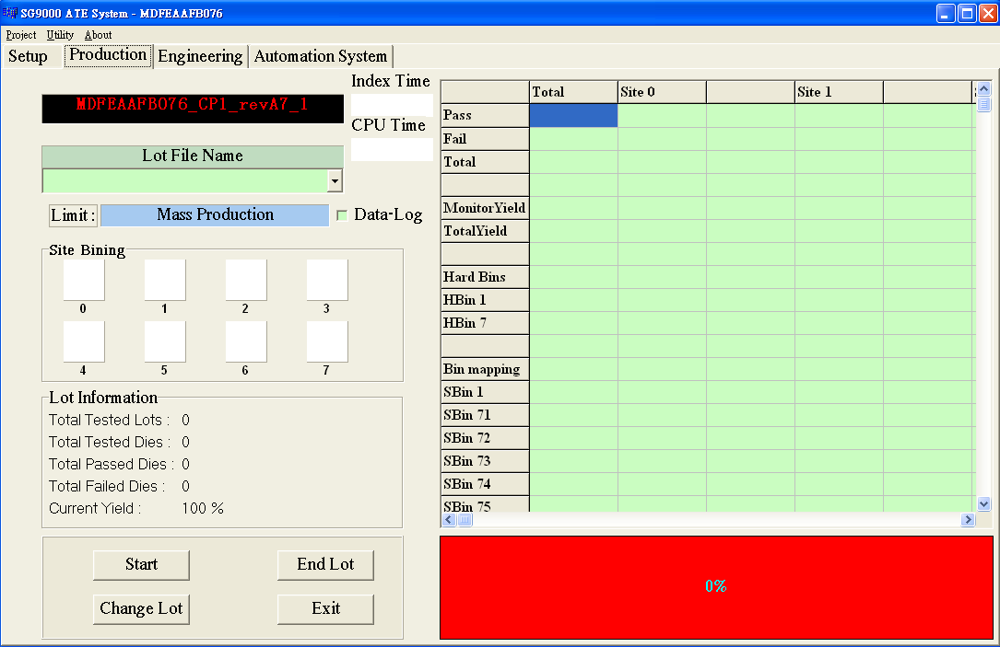 SG9000 ATE System - MDFEAAFB076
Project Utility About
Setup Production Engineering Automation System
MDFEAAFB076_CP1_revA7_1
Index Time
CPU Time
Lot File Name
Limit : Mass Production Data-Log
Site Bining
0 1 2 3
4 5 6 7
Lot Information
Total Tested Lots : 0
Total Tested Dies : 0
Total Passed Dies : 0
Total Failed Dies : 0
Current Yield : 100 %
Start End Lot
Change Lot Exit
Total Site 0 Site 1
Pass
Fail
Total
MonitorYield
TotalYield
Hard Bins
HBin 1
HBin 7
Bin mapping
SBin 1
SBin 71
SBin 72
SBin 73
SBin 74
SBin 75
0%